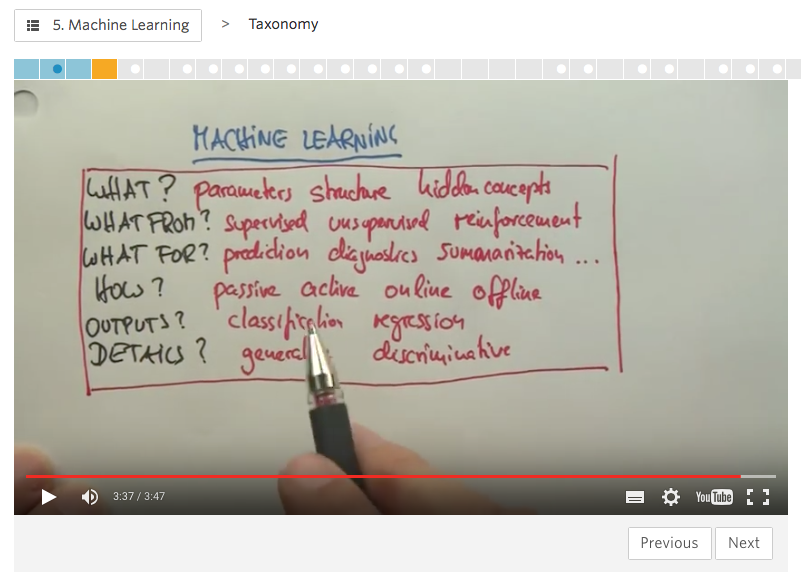 5. Machine Learning > Taxonomy
MACHINE LEARNING
WHAT? parameters structure hidden concepts
WHAT FROM? supervised unsupervised reinforcement
WHAT FOR? prediction diagnostics summarization ...
HOW? passive active online offline
OUTPUTS? classification regression
DETAILS? general discriminative
3:37 / 3:47
YouTube
Previous Next